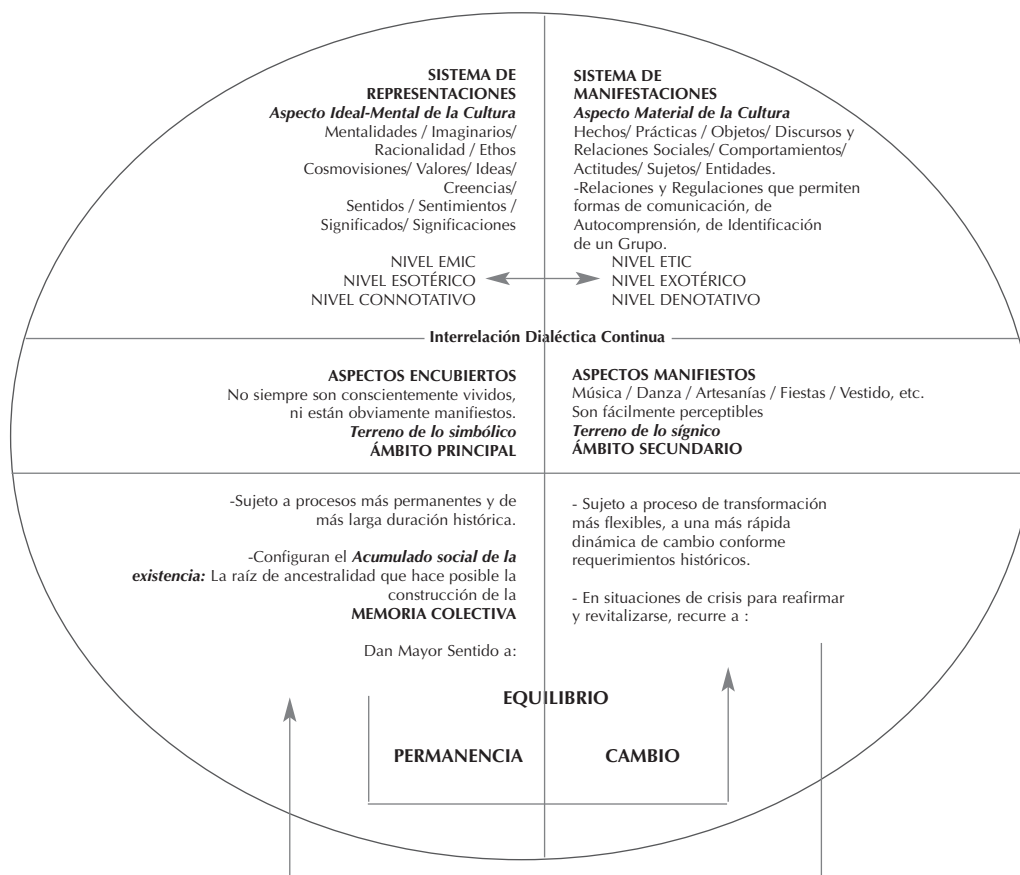 SISTEMA DE
REPRESENTACIONES
Aspecto Ideal-Mental de la Cultura
Mentalidades / Imaginarios/
Racionalidad / Ethos
Cosmovisiones/ Valores/ Ideas/
Creencias/
Sentidos / Sentimientos /
Significados/ Significaciones
NIVEL EMIC
NIVEL ESOTÉRICO
NIVEL CONNOTATIVO
SISTEMA DE
MANIFESTACIONES
Aspecto Material de la Cultura
Hechos/ Prácticas / Objetos/ Discursos y
Relaciones Sociales/ Comportamientos/
Actitudes/ Sujetos/ Entidades.
-Relaciones y Regulaciones que permiten
formas de comunicación, de
Autocomprensión, de Identificación
de un Grupo.
NIVEL ETIC
NIVEL EXOTÉRICO
NIVEL DENOTATIVO
Interrelación Dialéctica Continua
ASPECTOS ENCUBIERTOS
No siempre son conscientemente vividos,
ni están obviamente manifiestos.
Terreno de lo simbólico
ÁMBITO PRINCIPAL
ASPECTOS MANIFIESTOS
Música / Danza / Artesanías / Fiestas / Vestido, etc.
Son fácilmente perceptibles
Terreno de lo sígnico
ÁMBITO SECUNDARIO
-Sujeto a procesos más permanentes y de
más larga duración histórica.
-Configuran el Acumulado social de la
existencia: La raíz de ancestralidad que hace posible la
construcción de la
MEMORIA COLECTIVA
Dan Mayor Sentido a:
- Sujeto a proceso de transformación
más flexibles, a una más rápida
dinámica de cambio conforme
requerimientos históricos.
- En situaciones de crisis para reafirmar
y revitalizarse, recurre a :
EQUILIBRIO
PERMANENCIA CAMBIO